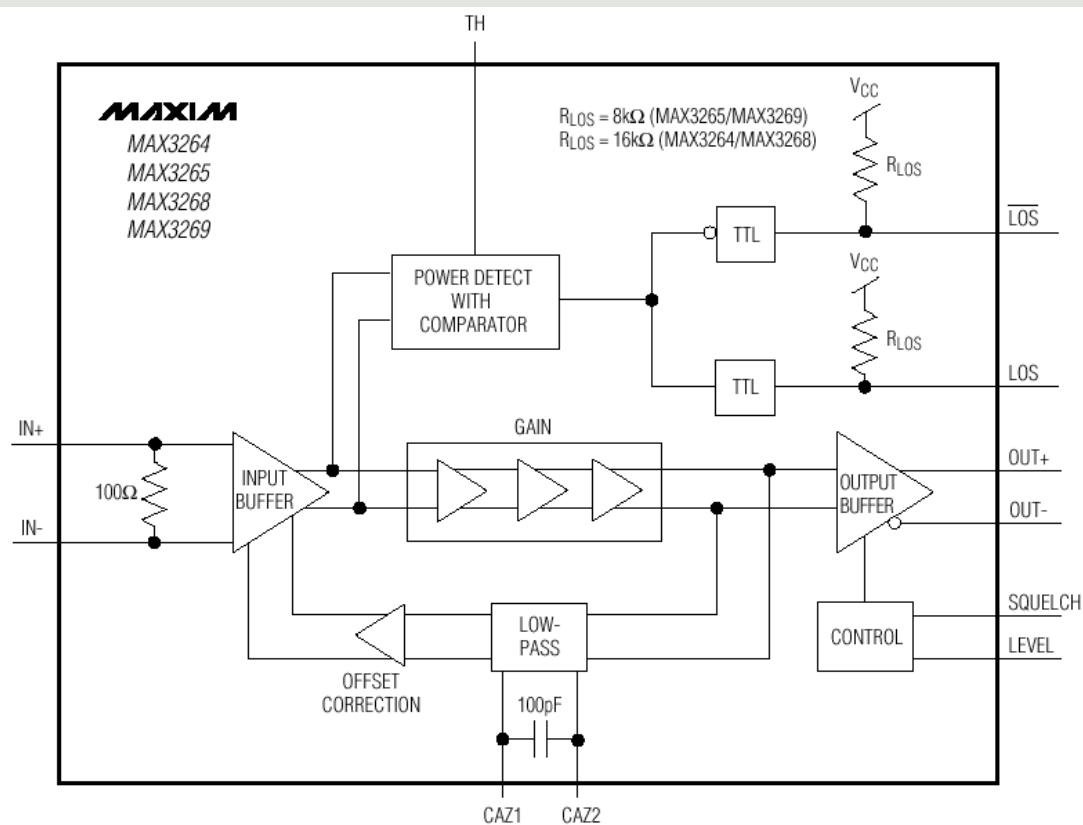 TH
MAXIM
MAX3264
MAX3265
MAX3268
MAX3269
RLOS = 8kΩ (MAX3265/MAX3269)
RLOS = 16kΩ (MAX3264/MAX3268)
VCC
RLOS
LOS
TTL
VCC
POWER DETECT
WITH
COMPARATOR
RLOS
LOS
TTL
IN+
GAIN
100Ω
INPUT
BUFFER
OUTPUT
BUFFER
OUT+
OUT-
IN-
SQUELCH
LOW-
PASS
CONTROL
LEVEL
OFFSET
CORRECTION
100pF
CAZ1
CAZ2